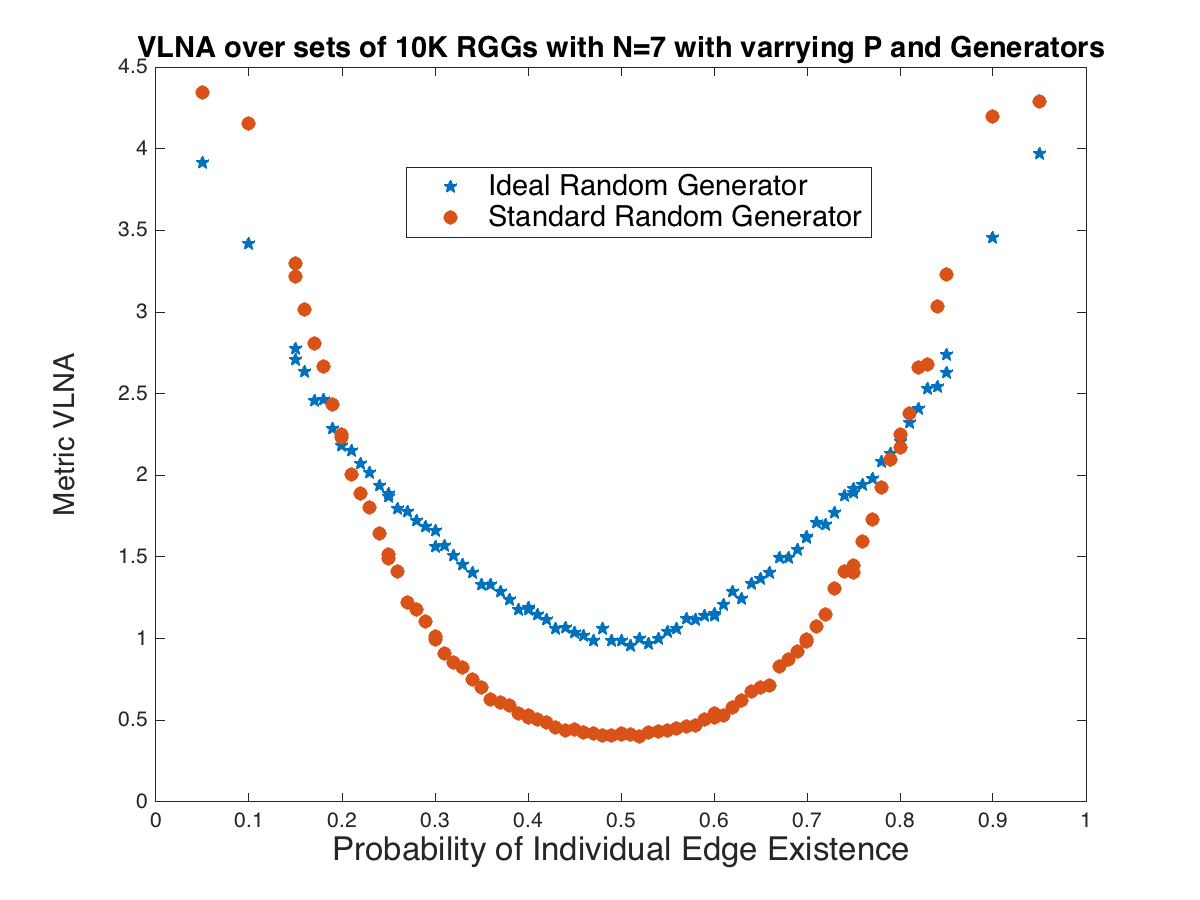 VLNA over sets of 10K RGGs with N=7 with varrying P and Generators
4.5
4
3.5
3
2.5
2
1.5
1
0.5
0
Metric VLNA
Ideal Random Generator
Standard Random Generator
0 0.1 0.2 0.3 0.4 0.5 0.6 0.7 0.8 0.9 1
Probability of Individual Edge Existence